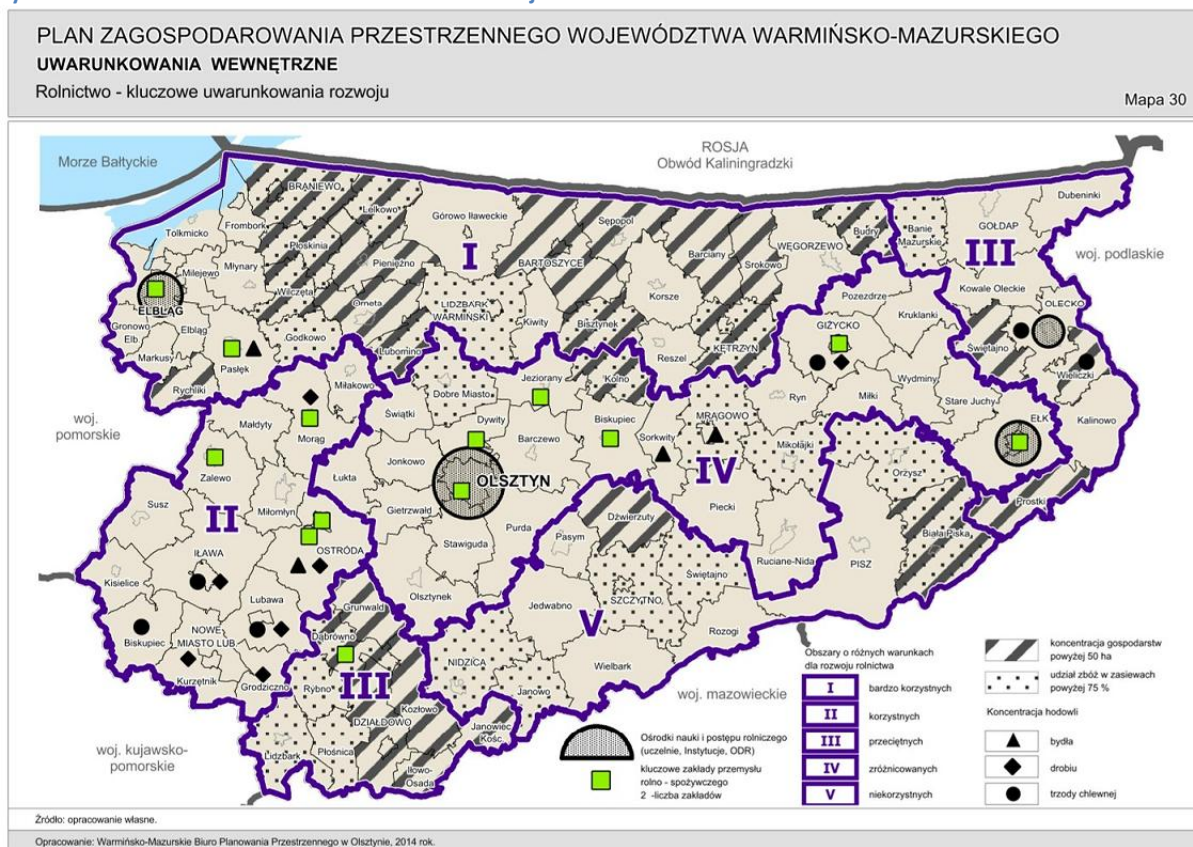 PLAN ZAGOSPODAROWANIA PRZESTRZENNEGO WOJEWÓDZTWA WARMIŃSKO-MAZURSKIEGO
UWARUNKOWANIA WEWNĘTRZNE
Rolnictwo - kluczowe uwarunkowania rozwoju
Mapa 30
Morze Bałtyckie
ROSJA
Obwód Kaliningradzki
woj. podlaskie
woj. pomorskie
woj. kujawsko-pomorskie
woj. mazowieckie
BRANIEWO
Lelkowo
Frombork
Tolkmicko
Płoskinia
Pieniężno
Młynary
Milejewo
Wilczęta
Orneta
ELBLĄG
Gronowo Elb.
Elbląg
Markusy
Pasłęk
Godkowo
Rychliki
Lubomino
Górowo Iławeckie
I
LIDZBARK WARMIŃSKI
Kiwity
BARTOSZYCE
Sępopol
Bisztynek
Barciany
Srokowo
Korsze
Reszel
KĘTRZYN
WĘGORZEWO
Budry
Banie Mazurskie
GOŁDAP
Dubeninki
III
Kowale Oleckie
OLECKO
Świętajno
Wieliczki
Kalinowo
Pozezdrze
Kruklanki
GIŻYCKO
Wydminy
Ryn
Miłki
Stare Juchy
EŁK
Prostki
Miłakowo
Małdyty
Morąg
Zalewo
Łukta
Susz
II
Miłomłyn
OSTRÓDA
IŁAWA
Kisielice
Lubawa
Biskupiec
NOWE MIASTO LUB.
Kurzętnik
Grodziczno
Grunwald
Dąbrówno
III
Rybno
DZIAŁDOWO
Kozłowo
Lidzbark
Płośnica
Iłowo-Osada
Janowiec Kośc.
NIDZICA
Janowo
Dobre Miasto
Świątki
Jeziorany
Kolno
Dywity
Barczewo
Biskupiec
Sorkwity
Jonkowo
OLSZTYN
Gietrzwałd
Purda
Stawiguda
Olsztynek
MRĄGOWO
Mikołajki
IV
Piecki
Ruciane-Nida
Orzysz
Biała Piska
PISZ
Dźwierzuty
Pasym
Świętajno
SZCZYTNO
Jedwabno
V
Rozogi
Wielbark
Ośrodki nauki i postępu rolniczego
(uczelnie, Instytucje, ODR)
kluczowe zakłady przemysłu
rolno - spożywczego
2 -liczba zakładów
Obszary o różnych warunkach
dla rozwoju rolnictwa
I bardzo korzystnych
II korzystnych
III przeciętnych
IV zróżnicowanych
V niekorzystnych
koncentracja gospodarstw
powyżej 50 ha
udział zbóż w zasiewach
powyżej 75 %
Koncentracja hodowli
bydła
drobiu
trzody chlewnej
Źródło: opracowanie własne.
Opracowanie: Warmińsko-Mazurskie Biuro Planowania Przestrzennego w Olsztynie, 2014 rok.